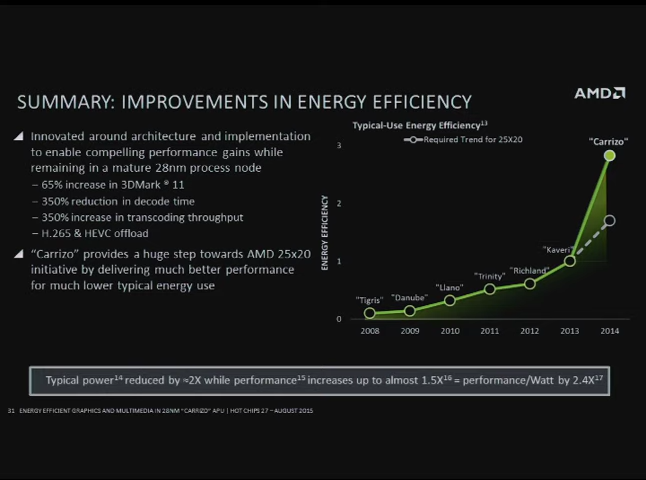 AMD
SUMMARY: IMPROVEMENTS IN ENERGY EFFICIENCY
Innovated around architecture and implementation
to enable compelling performance gains while
remaining in a mature 28nm process node
– 65% increase in 3DMark ® 11
– 350% reduction in decode time
– 350% increase in transcoding throughput
– H.265 & HEVC offload
"Carrizo" provides a huge step towards AMD 25x20
initiative by delivering much better performance
for much lower typical energy use
Typical-Use Energy Efficiency13
Required Trend for 25X20
ENERGY EFFICIENCY
3
2
1
0
"Tigris"
"Danube"
"Llano"
"Trinity"
"Richland"
"Kaveri"
"Carrizo"
2008 2009 2010 2011 2012 2013 2014
Typical power14 reduced by ≈2X while performance15 increases up to almost 1.5X16 = performance/Watt by 2.4X17
31 ENERGY EFFICIENT GRAPHICS AND MULTIMEDIA IN 28NM "CARRIZO" APU | HOT CHIPS 27 – AUGUST 2015